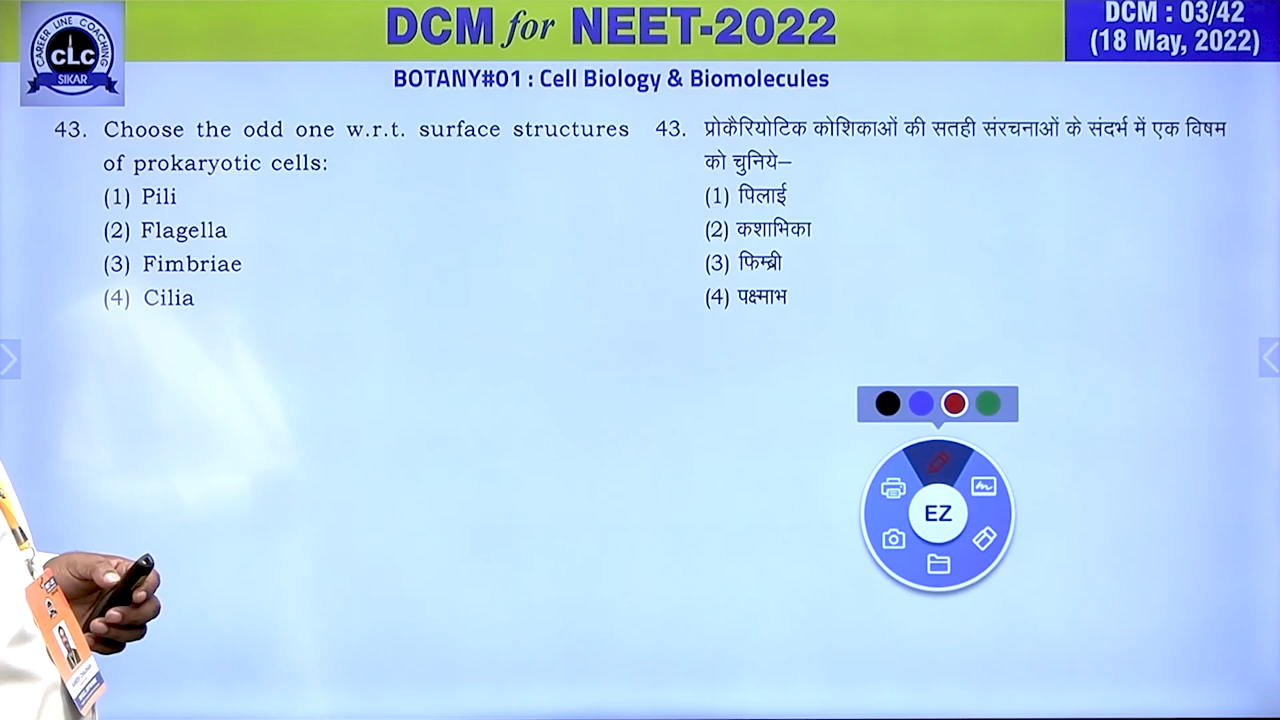 DCM for NEET-2022
DCM : 03/42
(18 May, 2022)
CAREER LINE COACHING
CLC
SIKAR
BOTANY#01 : Cell Biology & Biomolecules
43. Choose the odd one w.r.t. surface structures
of prokaryotic cells:
(1) Pili
(2) Flagella
(3) Fimbriae
(4) Cilia
43. प्रोकैरियोटिक कोशिकाओं की सतही संरचनाओं के संदर्भ में एक विषम
को चुनिये–
(1) पिलाई
(2) कशाभिका
(3) फिम्ब्री
(4) पक्ष्माभ
EZ